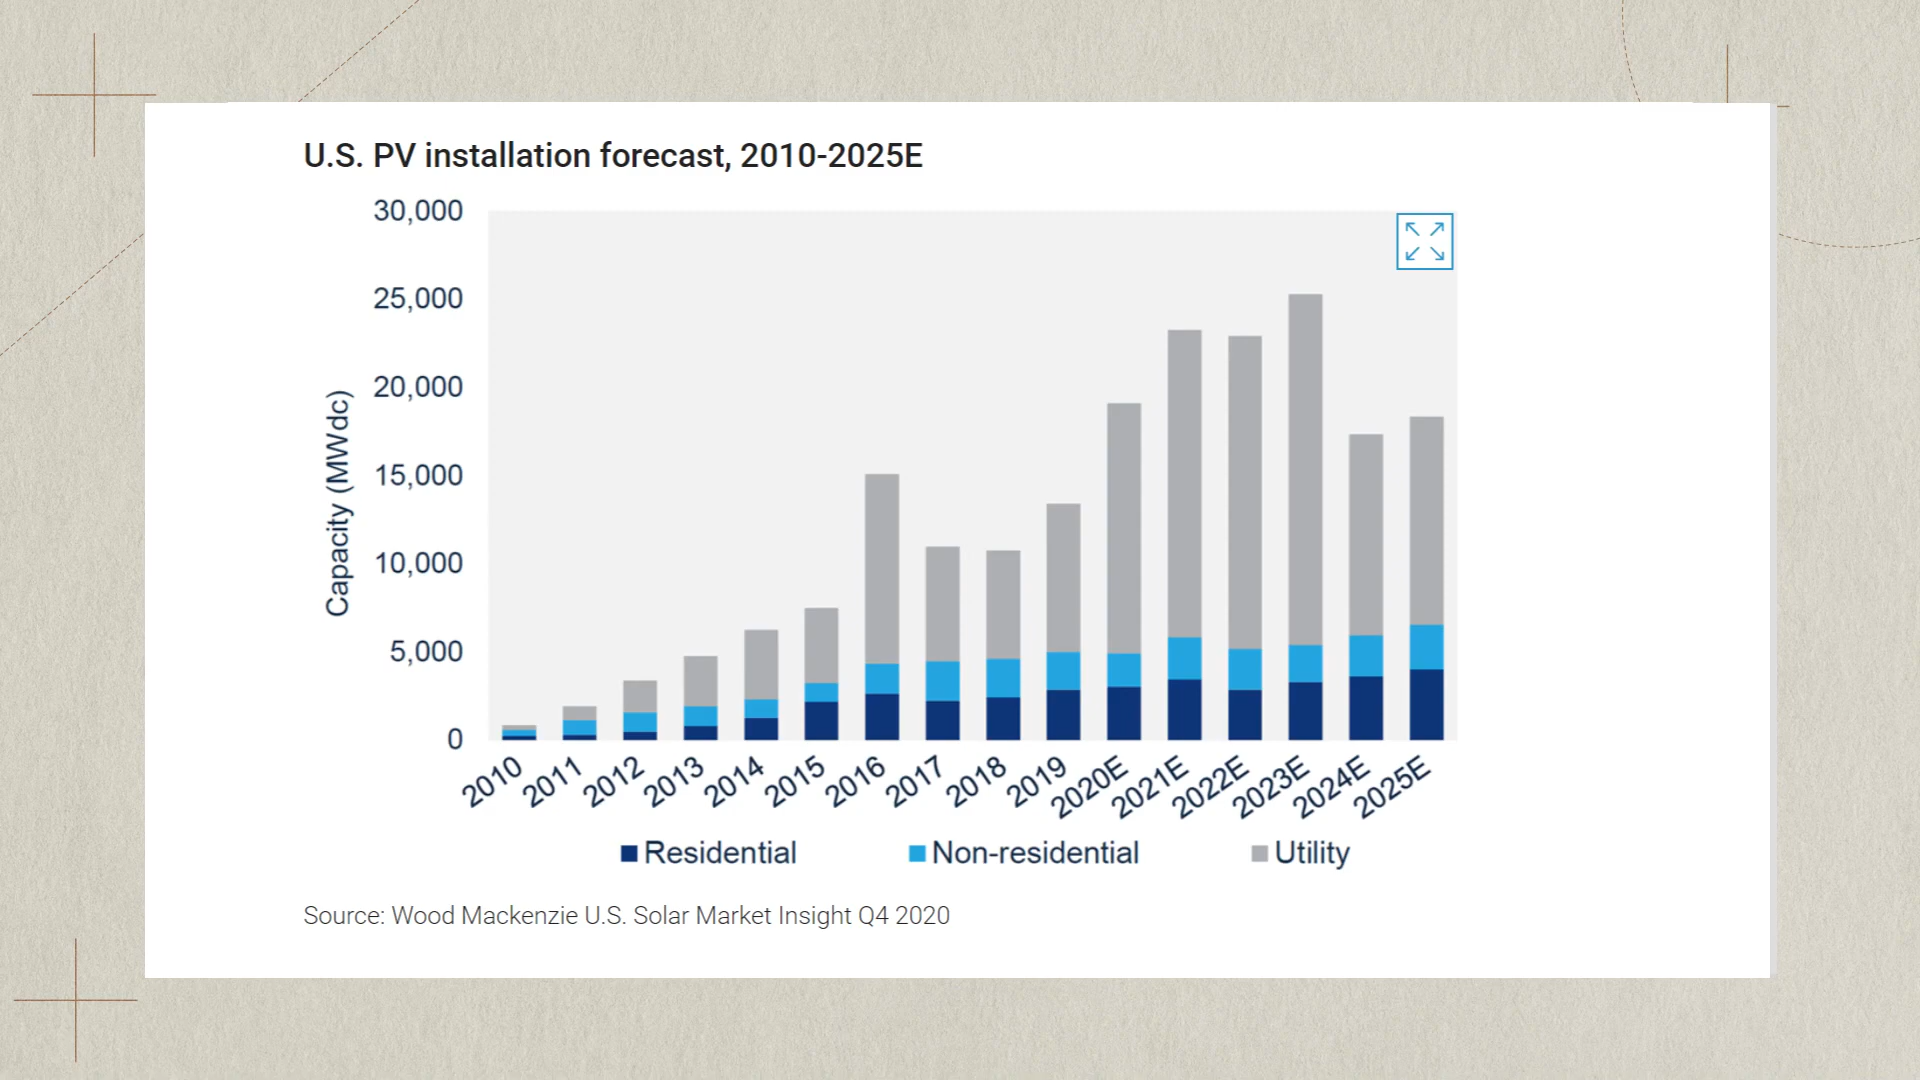 U.S. PV installation forecast, 2010-2025E
30,000
25,000
20,000
15,000
10,000
5,000
0
Capacity (MWdc)
2010 2011 2012 2013 2014 2015 2016 2017 2018 2019 2020E 2021E 2022E 2023E 2024E 2025E
Residential Non-residential Utility
Source: Wood Mackenzie U.S. Solar Market Insight Q4 2020